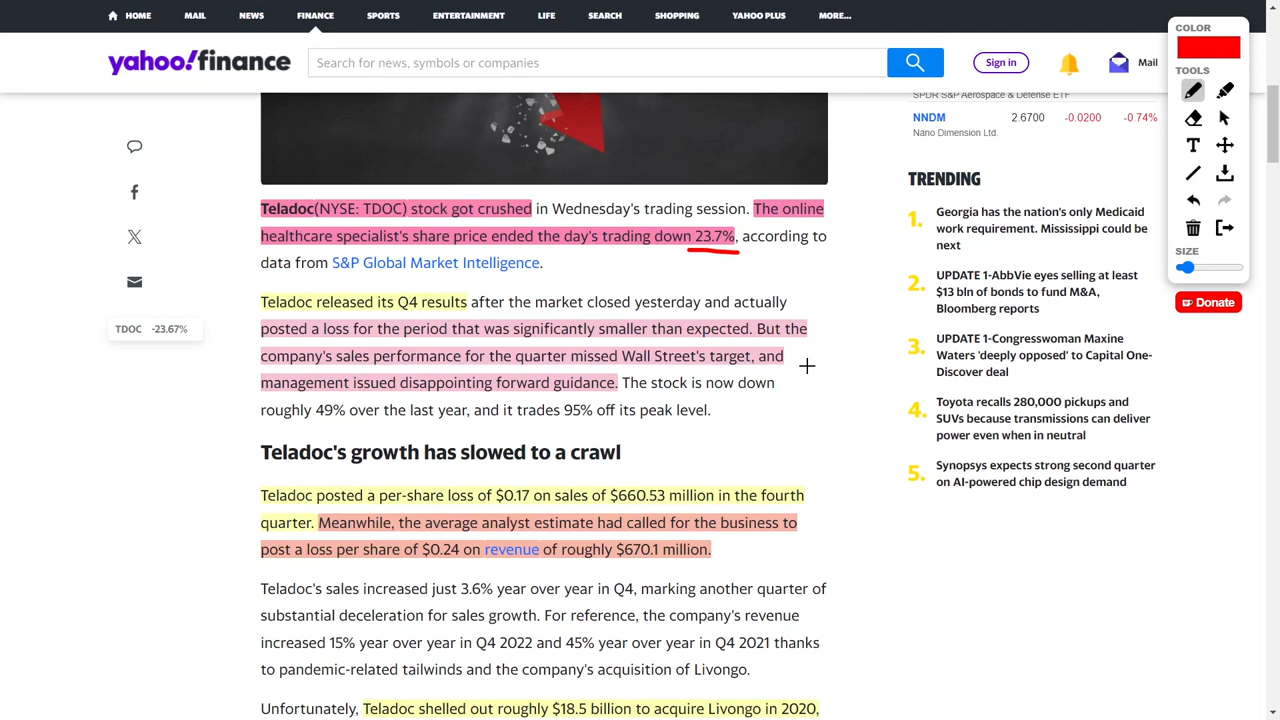 HOME
MAIL
NEWS
FINANCE
SPORTS
ENTERTAINMENT
LIFE
SEARCH
SHOPPING
YAHOO PLUS
MORE...
yahoo!finance
Search for news, symbols or companies
Sign in
Mail
COLOR
TOOLS
SIZE
Donate
TDOC -23.67%
Teladoc(NYSE: TDOC) stock got crushed in Wednesday's trading session. The online
healthcare specialist's share price ended the day's trading down 23.7%, according to
data from S&P Global Market Intelligence.
Teladoc released its Q4 results after the market closed yesterday and actually
posted a loss for the period that was significantly smaller than expected. But the
company's sales performance for the quarter missed Wall Street's target, and
management issued disappointing forward guidance. The stock is now down
roughly 49% over the last year, and it trades 95% off its peak level.
Teladoc's growth has slowed to a crawl
Teladoc posted a per-share loss of $0.17 on sales of $660.53 million in the fourth
quarter. Meanwhile, the average analyst estimate had called for the business to
post a loss per share of $0.24 on revenue of roughly $670.1 million.
Teladoc's sales increased just 3.6% year over year in Q4, marking another quarter of
substantial deceleration for sales growth. For reference, the company's revenue
increased 15% year over year in Q4 2022 and 45% year over year in Q4 2021 thanks
to pandemic-related tailwinds and the company's acquisition of Livongo.
Unfortunately, Teladoc shelled out roughly $18.5 billion to acquire Livongo in 2020,
SPDR S&P Aerospace & Defense ETF
NNDM 2.6700 -0.0200 -0.74%
Nano Dimension Ltd.
TRENDING
1. Georgia has the nation's only Medicaid
work requirement. Mississippi could be
next
2. UPDATE 1-AbbVie eyes selling at least
$13 bln of bonds to fund M&A,
Bloomberg reports
3. UPDATE 1-Congresswoman Maxine
Waters 'deeply opposed' to Capital One-
Discover deal
4. Toyota recalls 280,000 pickups and
SUVs because transmissions can deliver
power even when in neutral
5. Synopsys expects strong second quarter
on AI-powered chip design demand